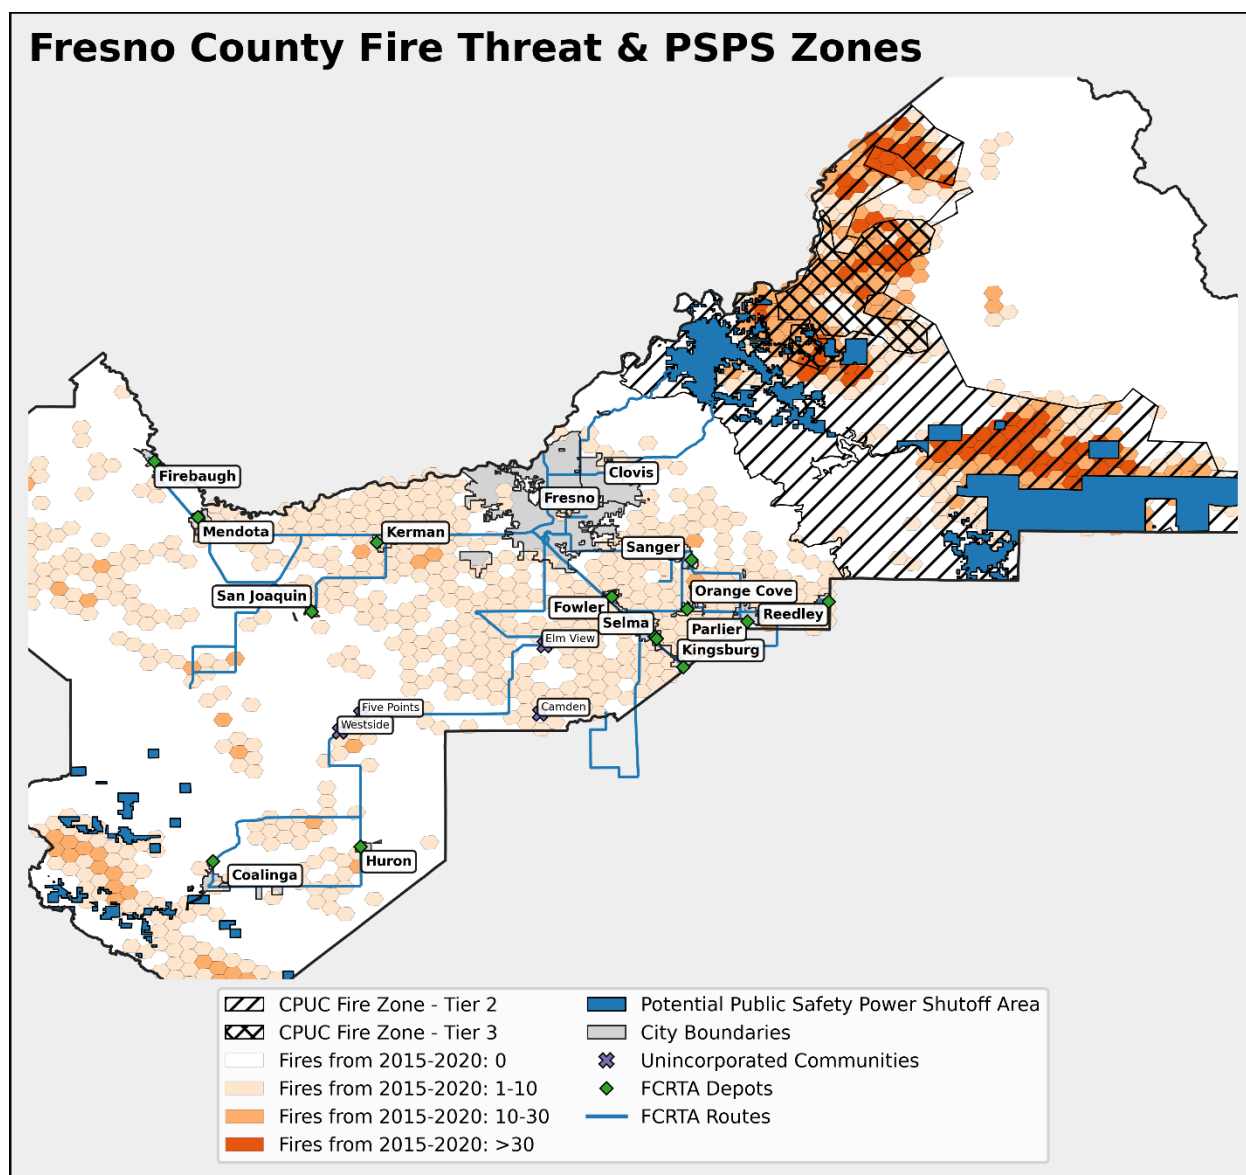 Fresno County Fire Threat & PSPS Zones
Firebaugh
Clovis
Fresno
Mendota
Kerman
Sanger
San Joaquin
Orange Cove
Fowler
Reedley
Selma
Parlier
Elm View
Kingsburg
Five Points
Camden
Westside
Huron
Coalinga
CPUC Fire Zone - Tier 2
CPUC Fire Zone - Tier 3
Fires from 2015-2020: 0
Fires from 2015-2020: 1-10
Fires from 2015-2020: 10-30
Fires from 2015-2020: >30
Potential Public Safety Power Shutoff Area
City Boundaries
Unincorporated Communities
FCRTA Depots
FCRTA Routes